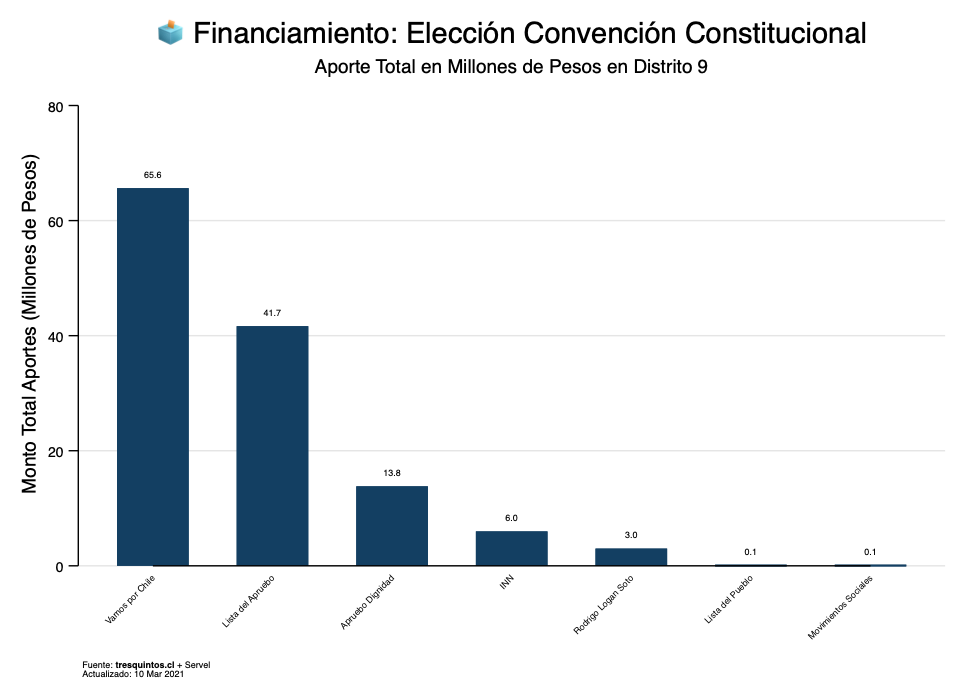 Financiamiento: Elección Convención Constitucional
Aporte Total en Millones de Pesos en Distrito 9
Monto Total Aportes (Millones de Pesos)
80
60
40
20
0
65.6
41.7
13.8
6.0
3.0
0.1
0.1
Vamos por Chile
Lista del Apruebo
Apruebo Dignidad
INN
Rodrigo Logan Soto
Lista del Pueblo
Movimientos Sociales
Fuente: tresquintos.cl + Servel
Actualizado: 10 Mar 2021